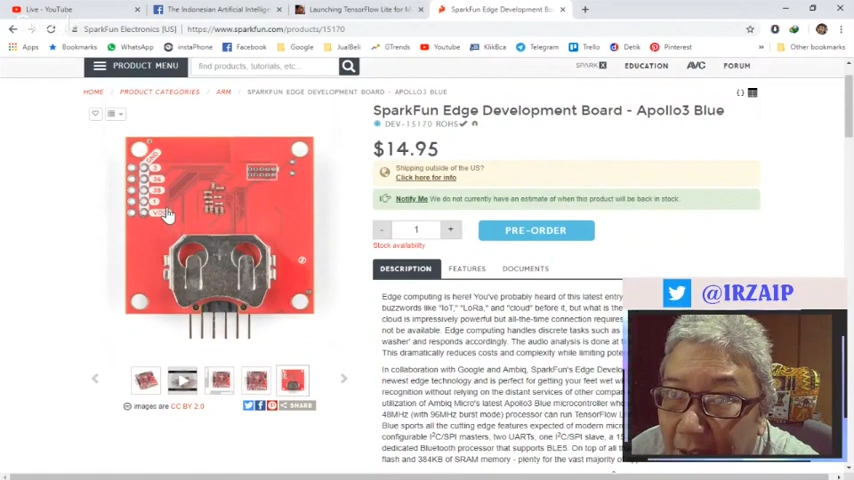 Live - YouTube
The Indonesian Artificial Intellige
Launching TensorFlow Lite for M
SparkFun Edge Development Boa
SparkFun Electronics [US]
https://www.sparkfun.com/products/15170
Apps
Bookmarks
WhatsApp
instaPhone
Facebook
Google
JualBeli
GTrends
YouTube
KlikBca
Telegram
Trello
Detik
Pinterest
Other bookmarks
PRODUCT MENU
find products, tutorials, etc...
SPARK X
EDUCATION
AVC
FORUM
HOME / PRODUCT CATEGORIES / ARM / SPARKFUN EDGE DEVELOPMENT BOARD - APOLLO3 BLUE
SparkFun Edge Development Board - Apollo3 Blue
DEV-15170 ROHS
$14.95
Shipping outside of the US?
Click here for info
Notify Me We do not currently have an estimate of when this product will be back in stock.
- 1 +
PRE-ORDER
Stock availability
DESCRIPTION
FEATURES
DOCUMENTS
Edge computing is here! You've probably heard of this latest entry
buzzwords like "IoT," "LoRa," and "cloud" before it, but what is the
cloud is impressively powerful but all-the-time connection requires
not be available. Edge computing handles discrete tasks such as
washer' and responds accordingly. The audio analysis is done at
This dramatically reduces costs and complexity while limiting poten
In collaboration with Google and Ambiq, SparkFun's Edge Develo
newest edge technology and is perfect for getting your feet wet w
recognition without relying on the distant services of other compa
utilization of Ambiq Micro's latest Apollo3 Blue microcontroller who
48MHz (with 96MHz burst mode) processor can run TensorFlow Li
Blue sports all the cutting edge features expected of modern micr
configurable I²C/SPI masters, two UARTs, one I²C/SPI slave, a 15
dedicated Bluetooth processor that supports BLE5. On top of all th
flash and 384KB of SRAM memory - plenty for the vast majority of
GND
images are CC BY 2.0
SHARE
@IRZAIP